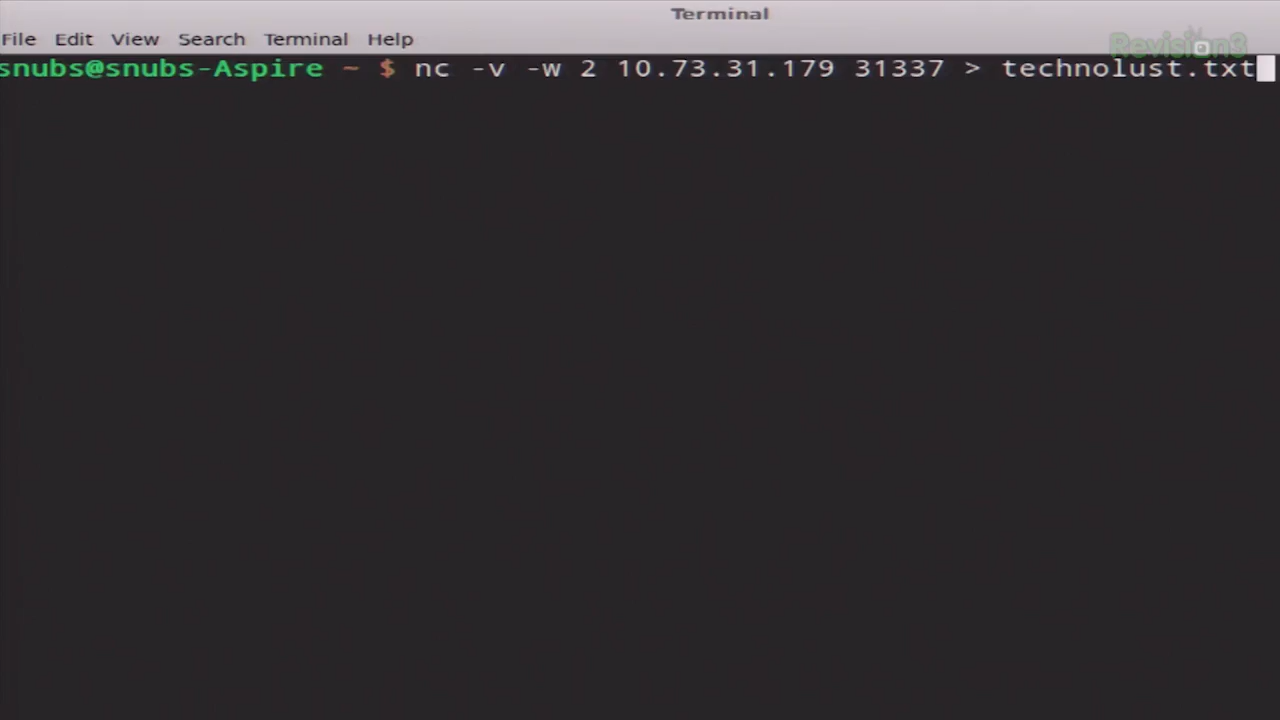 Terminal
File Edit View Search Terminal Help
Revision3
snubs@snubs-Aspire ~ $ nc -v -w 2 10.73.31.179 31337 > technolust.txt